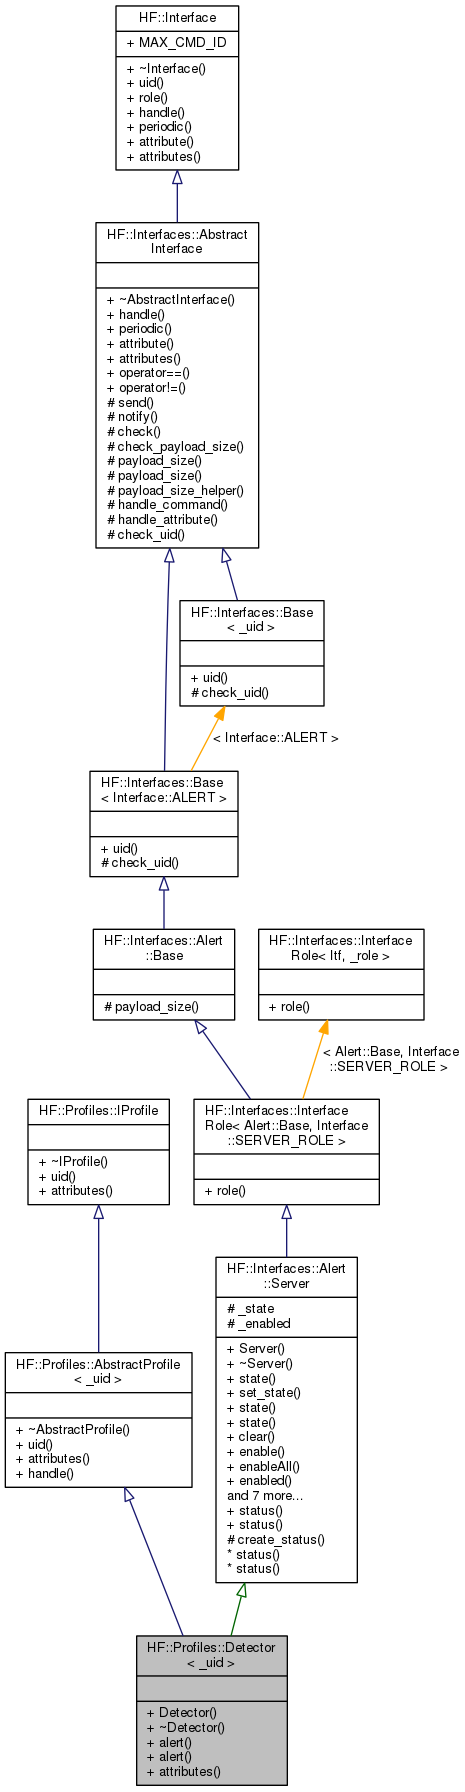 HF::Interface
+ MAX_CMD_ID
+ ~Interface()
+ uid()
+ role()
+ handle()
+ periodic()
+ attribute()
+ attributes()
HF::Interfaces::Abstract
Interface
+ ~AbstractInterface()
+ handle()
+ periodic()
+ attribute()
+ attributes()
+ operator==()
+ operator!=()
# send()
# notify()
# check()
# check_payload_size()
# payload_size()
# payload_size()
# payload_size_helper()
# handle_command()
# handle_attribute()
# check_uid()
HF::Interfaces::Base
< _uid >
+ uid()
# check_uid()
< Interface::ALERT >
HF::Interfaces::Base
< Interface::ALERT >
+ uid()
# check_uid()
HF::Interfaces::Alert
::Base
# payload_size()
HF::Interfaces::Interface
Role< Itf, _role >
+ role()
< Alert::Base, Interface
::SERVER_ROLE >
HF::Profiles::IProfile
+ ~IProfile()
+ uid()
+ attributes()
HF::Interfaces::Interface
Role< Alert::Base, Interface
::SERVER_ROLE >
+ role()
HF::Interfaces::Alert
::Server
# _state
# _enabled
+ Server()
+ ~Server()
+ state()
+ set_state()
+ state()
+ state()
+ clear()
+ enable()
+ enableAll()
+ enabled()
and 7 more...
+ status()
+ status()
# create_status()
* status()
* status()
HF::Profiles::AbstractProfile
< _uid >
+ ~AbstractProfile()
+ uid()
+ attributes()
+ handle()
HF::Profiles::Detector
< _uid >
+ Detector()
+ ~Detector()
+ alert()
+ alert()
+ attributes()